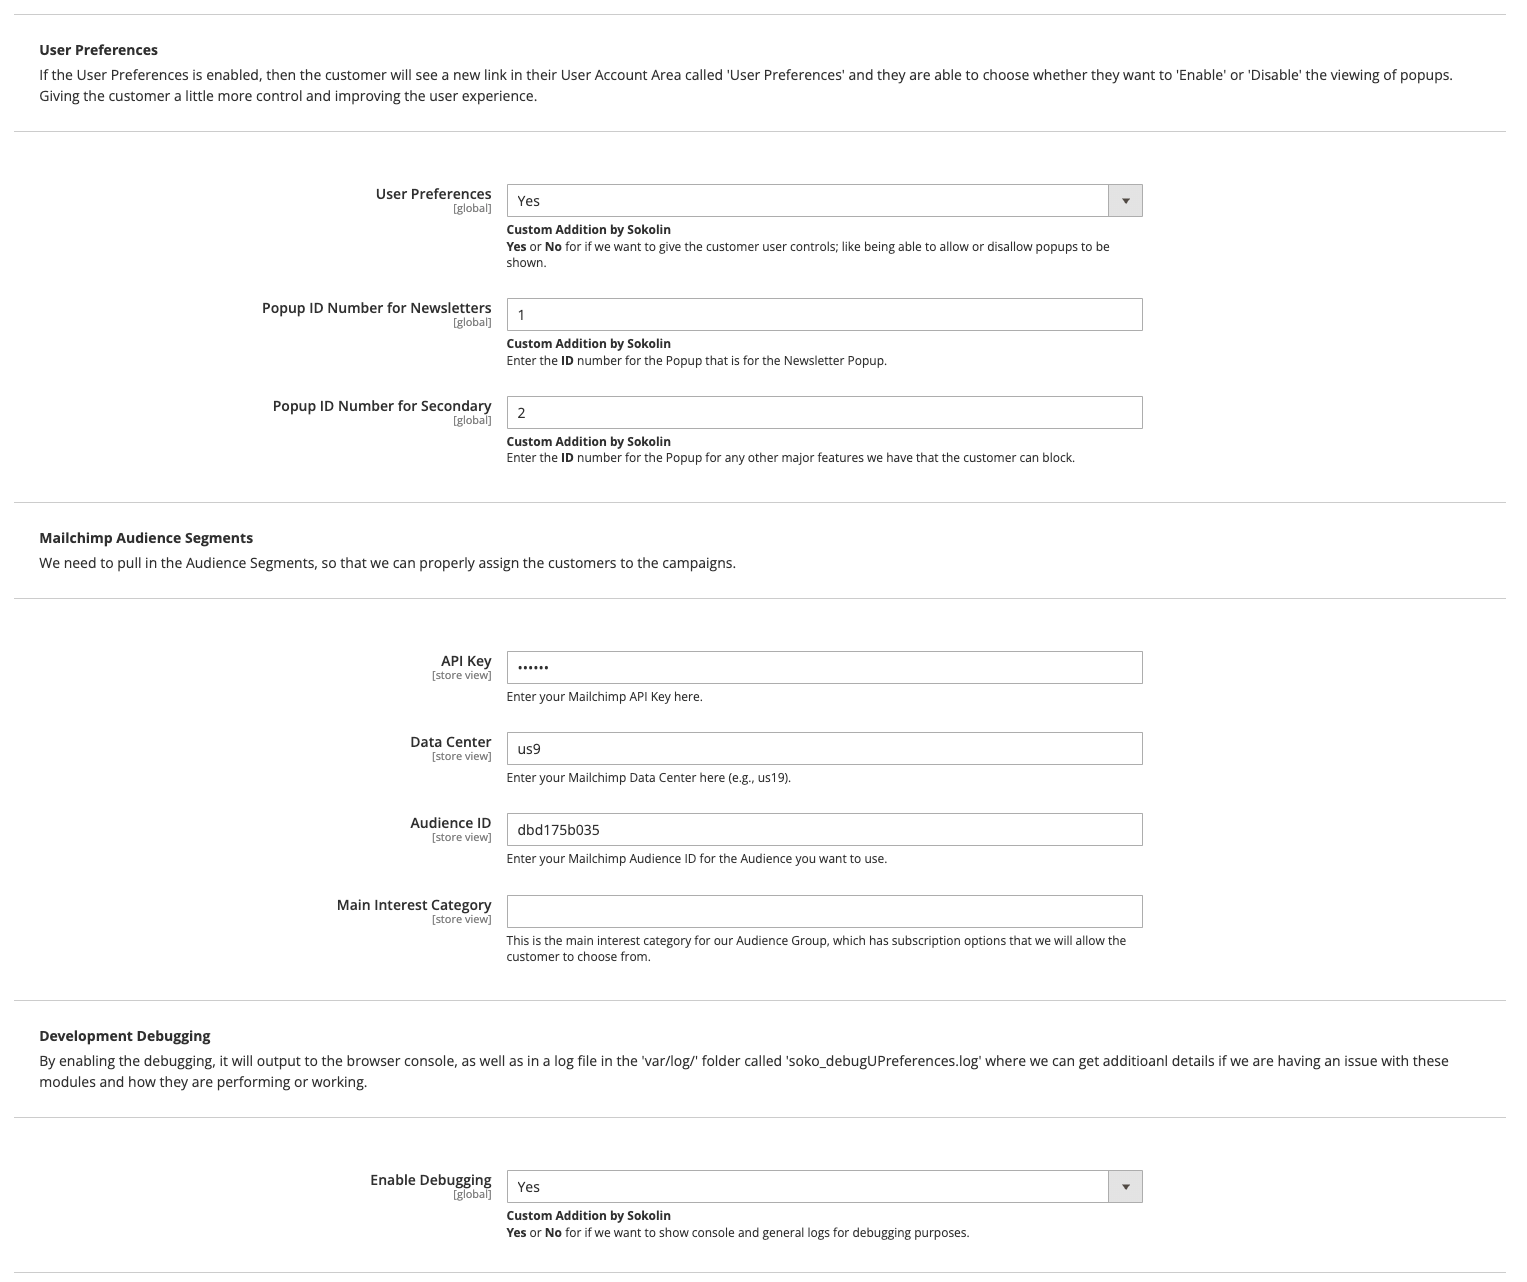 User Preferences
If the User Preferences is enabled, then the customer will see a new link in their User Account Area called 'User Preferences' and they are able to choose whether they want to 'Enable' or 'Disable' the viewing of popups.
Giving the customer a little more control and improving the user experience.
User Preferences
[global]
Yes
Custom Addition by Sokolin
Yes or No for if we want to give the customer user controls; like being able to allow or disallow popups to be
shown.
Popup ID Number for Newsletters
[global]
1
Custom Addition by Sokolin
Enter the ID number for the Popup that is for the Newsletter Popup.
Popup ID Number for Secondary
[global]
2
Custom Addition by Sokolin
Enter the ID number for the Popup for any other major features we have that the customer can block.
Mailchimp Audience Segments
We need to pull in the Audience Segments, so that we can properly assign the customers to the campaigns.
API Key
[store view]
••••••
Enter your Mailchimp API Key here.
Data Center
[store view]
us9
Enter your Mailchimp Data Center here (e.g., us19).
Audience ID
[store view]
dbd175b035
Enter your Mailchimp Audience ID for the Audience you want to use.
Main Interest Category
[store view]
This is the main interest category for our Audience Group, which has subscription options that we will allow the
customer to choose from.
Development Debugging
By enabling the debugging, it will output to the browser console, as well as in a log file in the 'var/log/' folder called 'soko_debugUPreferences.log' where we can get additioanl details if we are having an issue with these
modules and how they are performing or working.
Enable Debugging
[global]
Yes
Custom Addition by Sokolin
Yes or No for if we want to show console and general logs for debugging purposes.